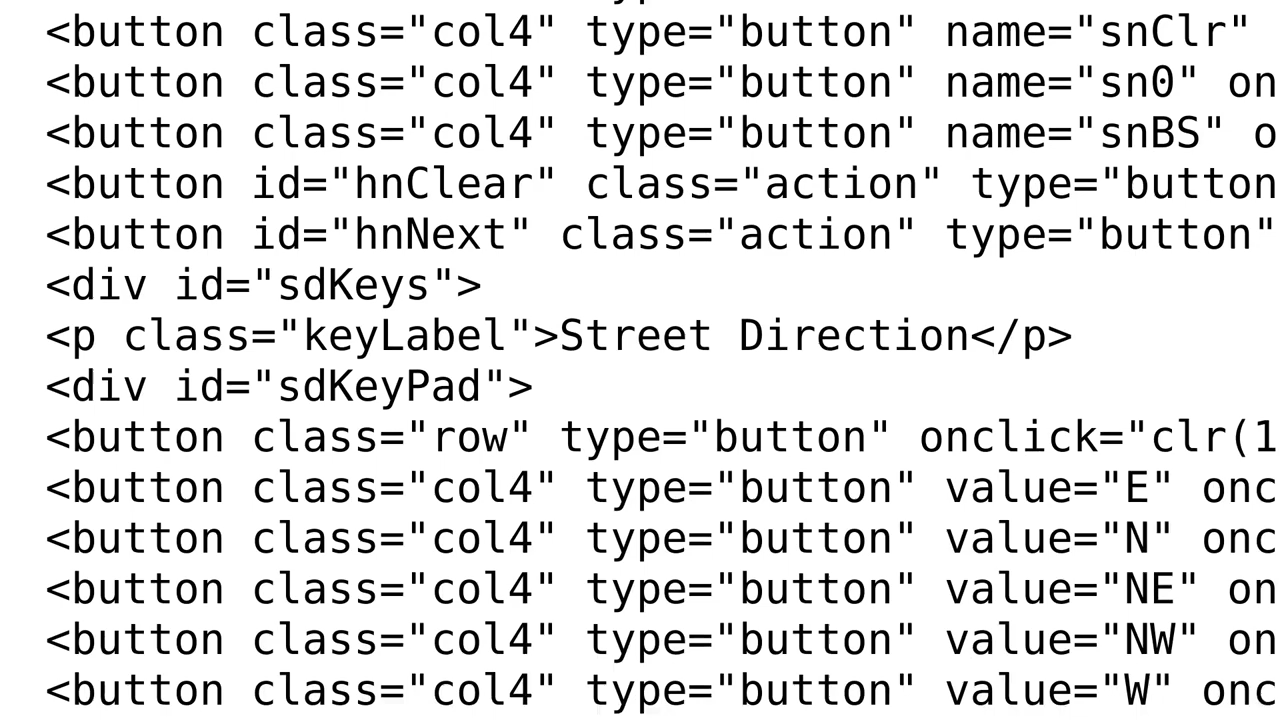 <button class="col4" type="button" name="snClr"
<button class="col4" type="button" name="sn0" on
<button class="col4" type="button" name="snBS" o
<button id="hnClear" class="action" type="button
<button id="hnNext" class="action" type="button"
<div id="sdKeys">
<p class="keyLabel">Street Direction</p>
<div id="sdKeyPad">
<button class="row" type="button" onclick="clr(1
<button class="col4" type="button" value="E" onc
<button class="col4" type="button" value="N" onc
<button class="col4" type="button" value="NE" on
<button class="col4" type="button" value="NW" on
<button class="col4" type="button" value="W" onc